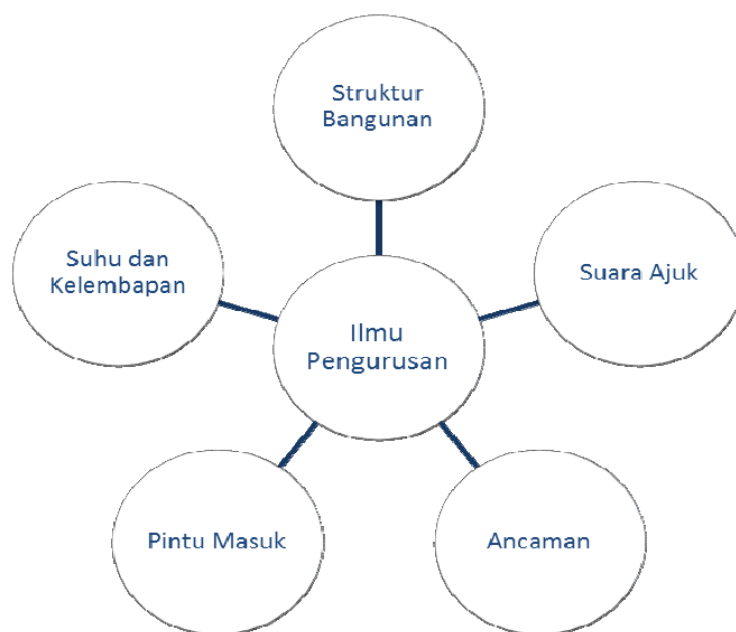 Struktur
Bangunan
Suhu dan
Kelembapan
Suara Ajuk
Ilmu
Pengurusan
Pintu Masuk
Ancaman